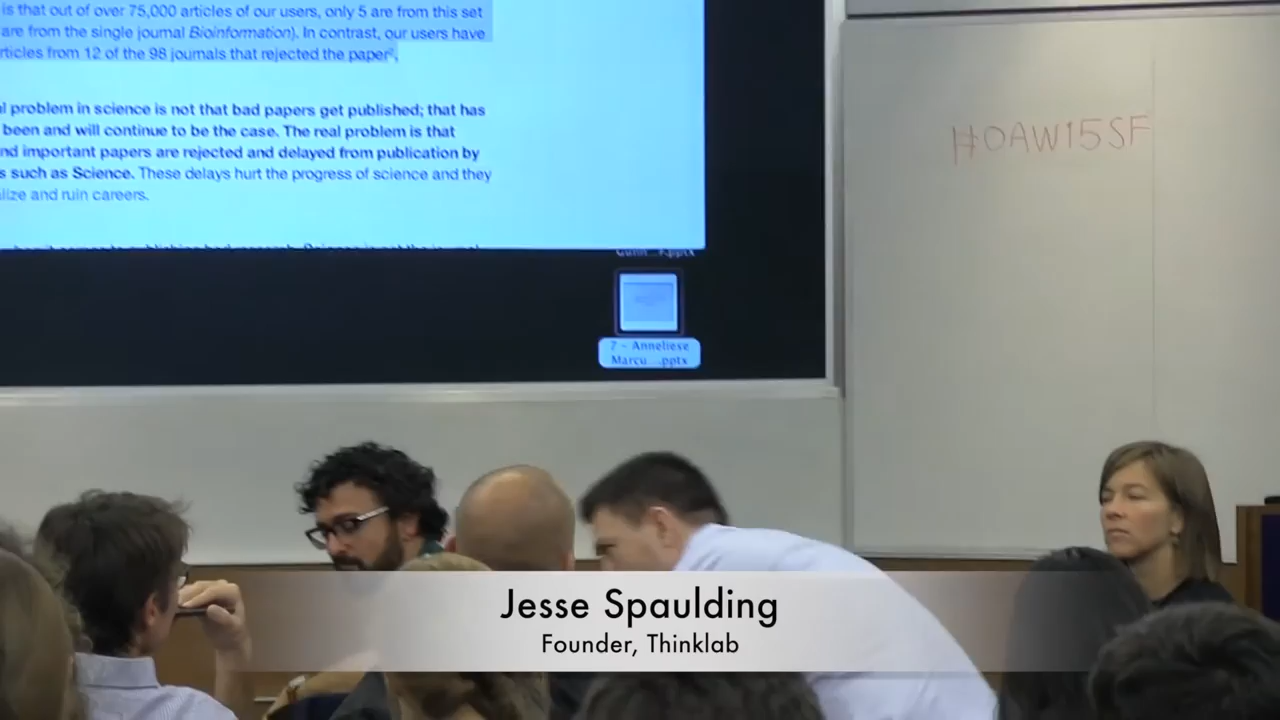 is that out of over 75,000 articles of our users, only 5 are from this set
are from the single journal Bioinformation). In contrast, our users have
rticles from 12 of the 98 journals that rejected the paper
l problem in science is not that bad papers get published; that has
been and will continue to be the case. The real problem is that
nd important papers are rejected and delayed from publication by
s such as Science. These delays hurt the progress of science and they
lize and ruin careers.
7 - Anneliese
Marcu...pptx
#OAW15SF
Jesse Spaulding
Founder, Thinklab